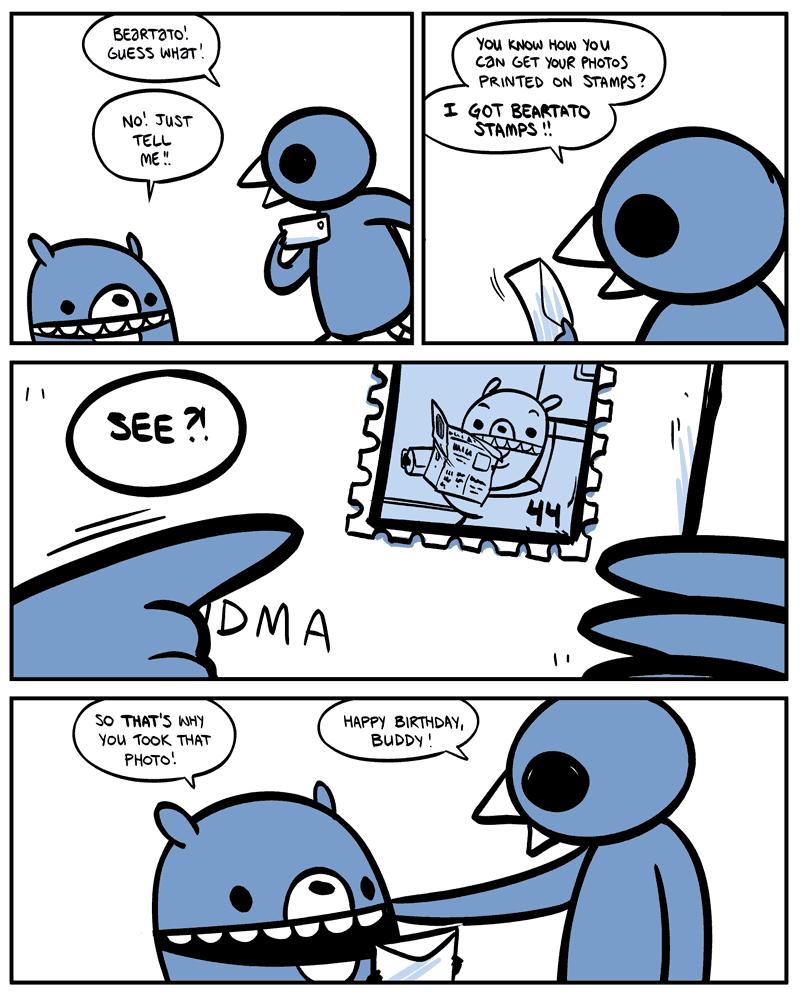 BEARTATO!
GUESS WHAT!
NO! JUST
TELL
ME!!
YOU KNOW HOW YOU
CAN GET YOUR PHOTOS
PRINTED ON STAMPS?
I GOT BEARTATO
STAMPS!!
SEE?!
44
DMA
SO THAT'S WHY
YOU TOOK THAT
PHOTO!
HAPPY BIRTHDAY,
BUDDY!